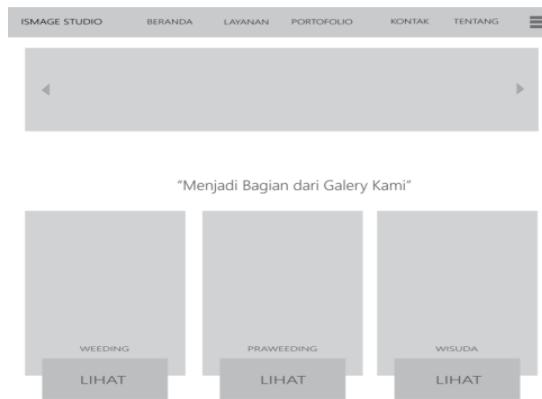 ISMAGE STUDIO BERANDA LAYANAN PORTOFOLIO KONTAK TENTANG
"Menjadi Bagian dari Galery Kami"
WEEDING PRAWEEDING WISUDA
LIHAT LIHAT LIHAT